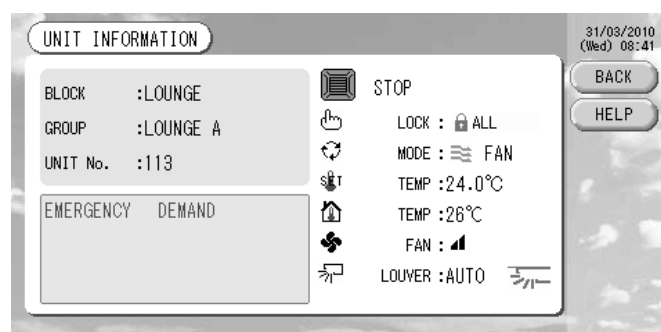 UNIT INFORMATION
31/03/2010
(Wed) 08:41
BACK
HELP
BLOCK :LOUNGE
GROUP :LOUNGE A
UNIT No. :113
EMERGENCY DEMAND
STOP
LOCK : ALL
MODE : FAN
SET TEMP :24.0℃
TEMP :26℃
FAN :
LOUVER :AUTO